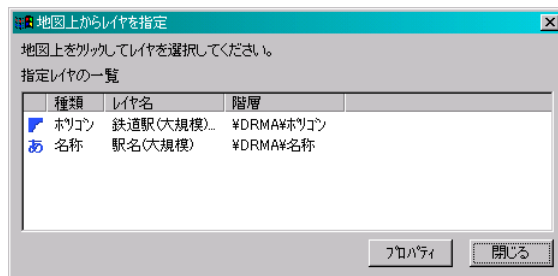 地図上からレイヤを指定
地図上をｸﾘｯｸしてレイヤを選択してください。
指定レイヤの一覧
種類 レイヤ名 階層
ﾎﾟﾘｺﾞﾝ 鉄道駅(大規模)... ¥DRMA¥ﾎﾟﾘｺﾞﾝ
あ 名称 駅名(大規模) ¥DRMA¥名称
ﾌﾟﾛﾊﾟﾃｨ 閉じる